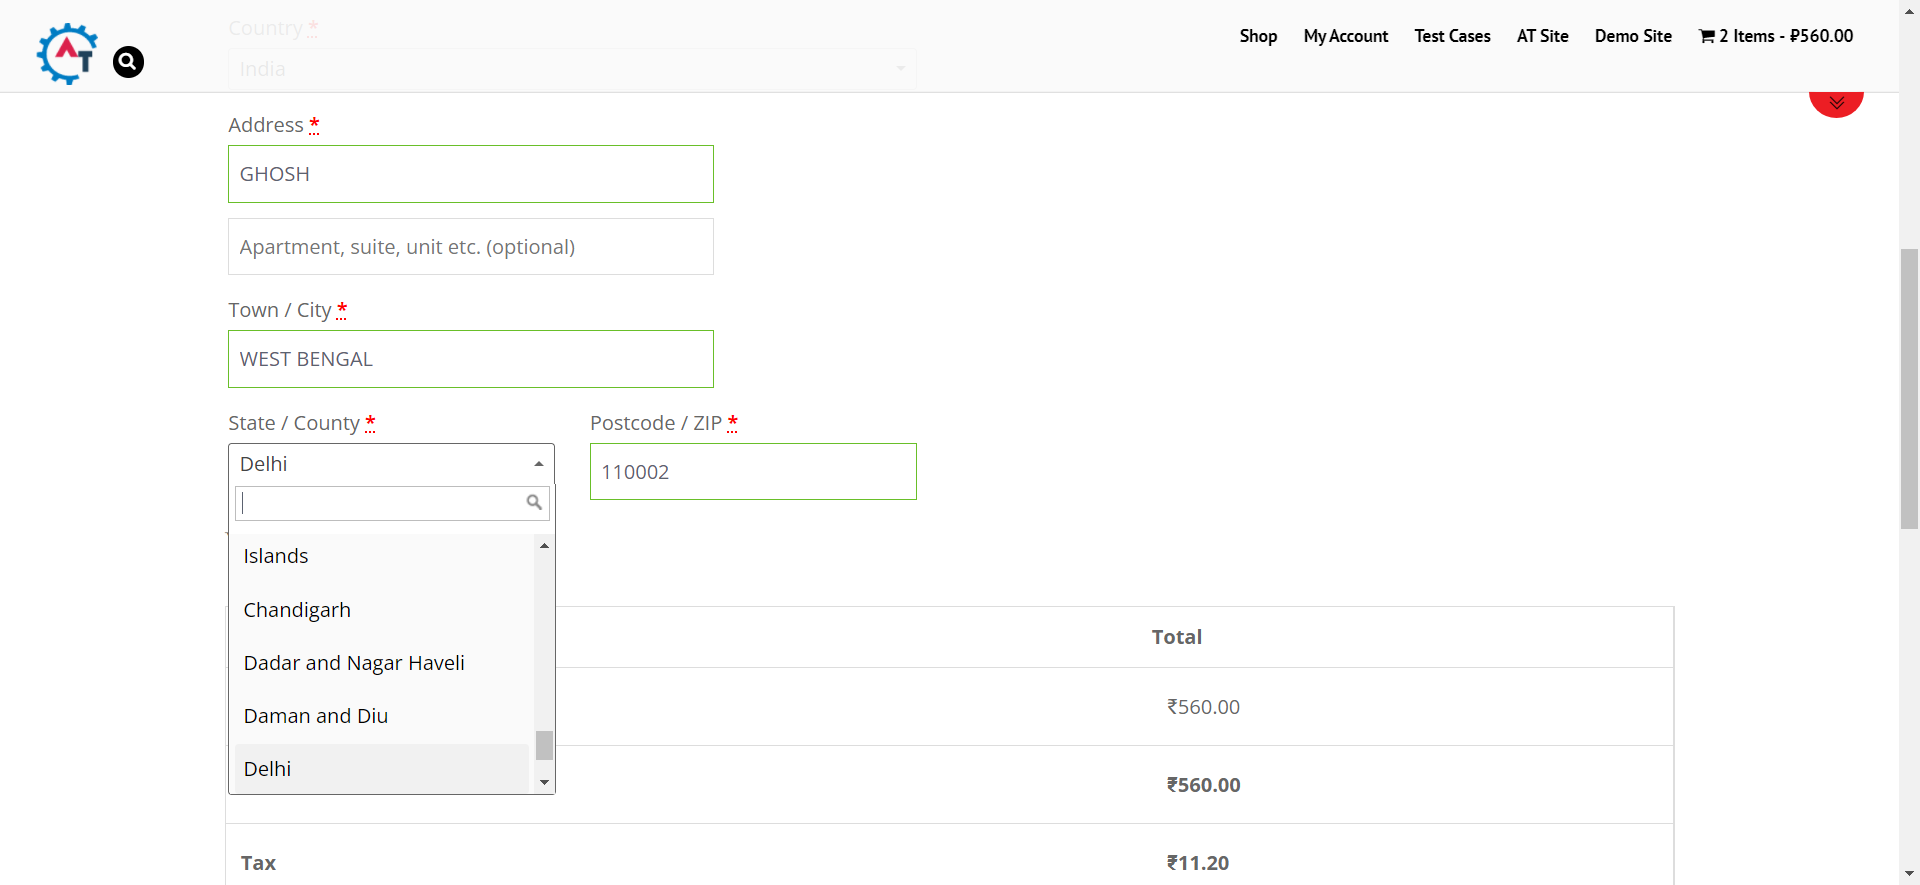 Country *
India
AT
Shop My Account Test Cases AT Site Demo Site 2 Items - ₽560.00
Address *
GHOSH
Apartment, suite, unit etc. (optional)
Town / City *
WEST BENGAL
State / County * Postcode / ZIP *
Delhi
110002
Islands
Chandigarh
Dadar and Nagar Haveli
Daman and Diu
Delhi
Total
₹560.00
₹560.00
Tax ₹11.20